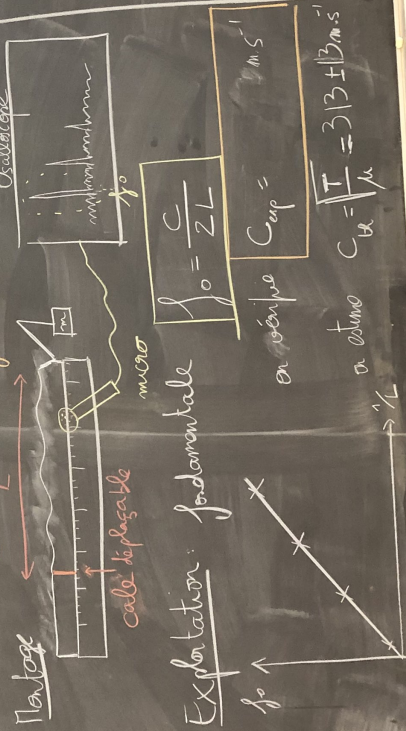 Montage
L
Oscilloscope
m
f₀
micro
cale déplaçable
Exploitation : fondamentale
f₀ = C / 2L
f₀
1/L
on vérifie
C_exp = m s⁻¹
on estime C_th = √(T/μ) = 313 ± 13 m·s⁻¹